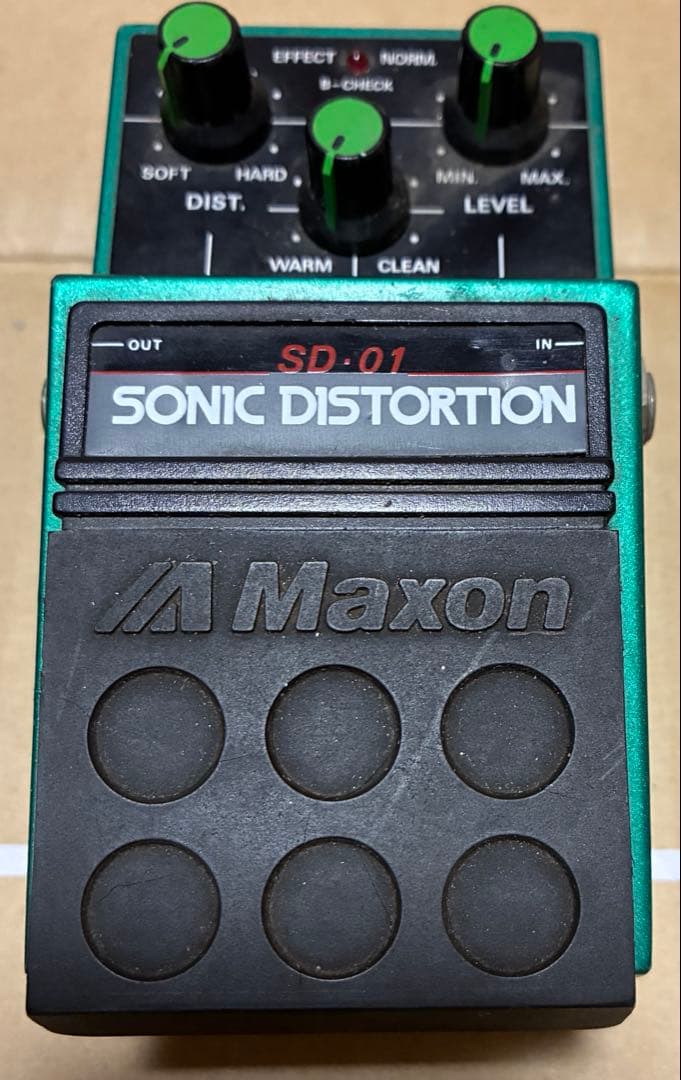 EFFECT NORM.
B-CHECK
SOFT HARD MIN. MAX.
DIST. LEVEL
WARM CLEAN
OUT IN
SD·01
SONIC DISTORTION
Maxon